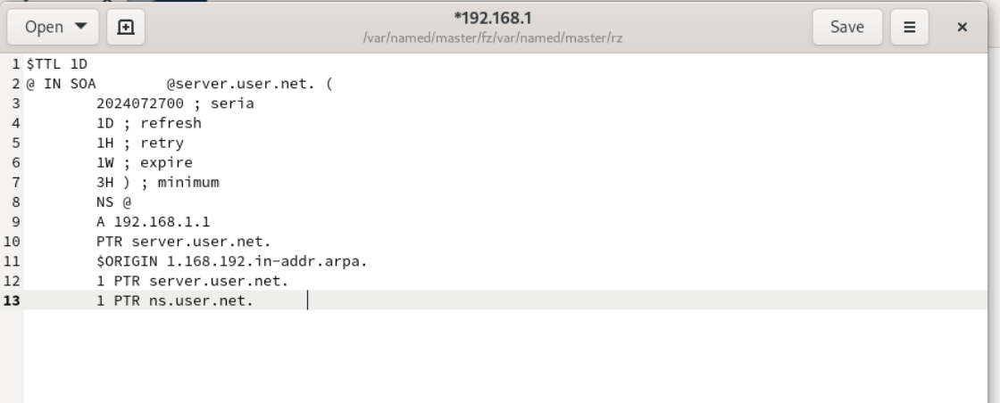 Open
*192.168.1
/var/named/master/fz/var/named/master/rz
Save
1 $TTL 1D
2 @ IN SOA        @server.user.net. (
3         2024072700 ; seria
4         1D ; refresh
5         1H ; retry
6         1W ; expire
7         3H ) ; minimum
8         NS @
9         A 192.168.1.1
10         PTR server.user.net.
11         $ORIGIN 1.168.192.in-addr.arpa.
12         1 PTR server.user.net.
13         1 PTR ns.user.net.